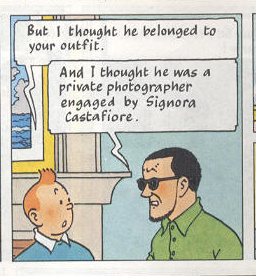 But I thought he belonged to
your outfit.
And I thought he was a
private photographer
engaged by Signora
Castafiore.